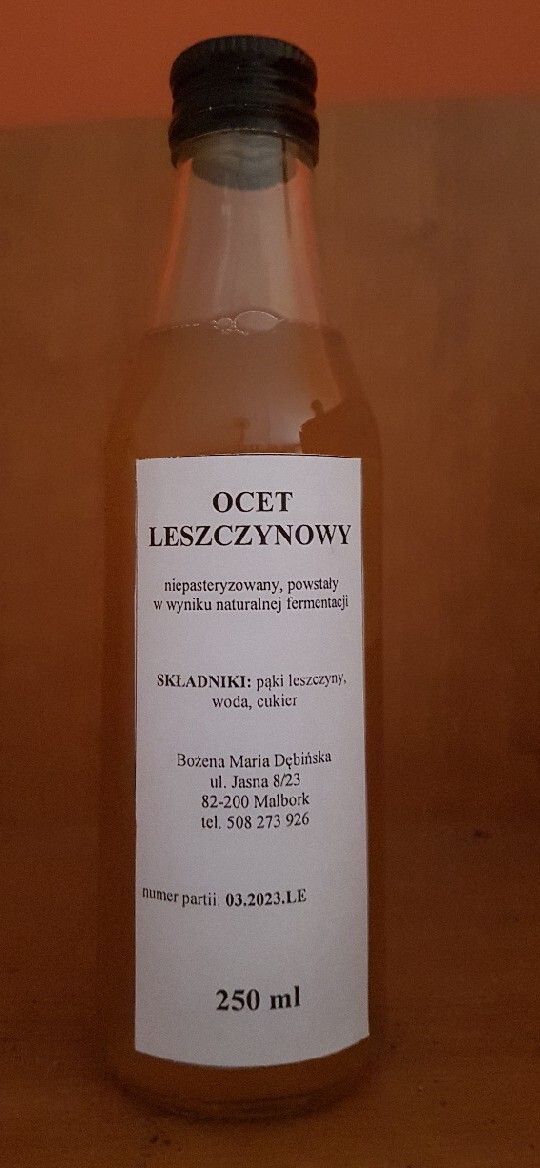 OCET
LESZCZYNOWY
niepasteryzowany, powstały
w wyniku naturalnej fermentacji
SKŁADNIKI: pąki leszczyny,
woda, cukier
Bożena Maria Dębińska
ul. Jasna 8/23
82-200 Malbork
tel. 508 273 926
numer partii: 03.2023.LE
250 ml